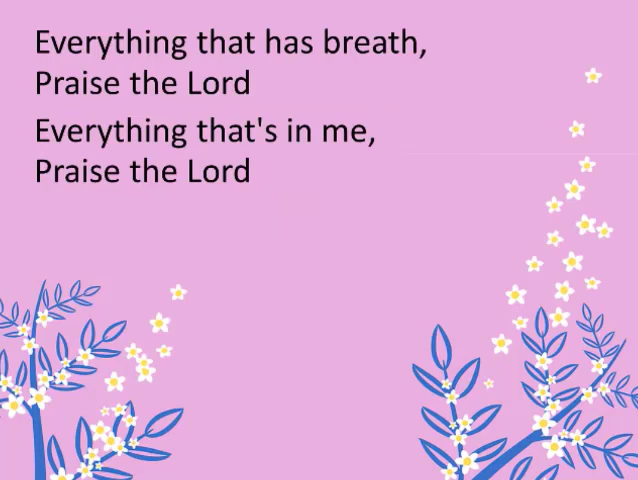 Everything that has breath,
Praise the Lord
Everything that's in me,
Praise the Lord